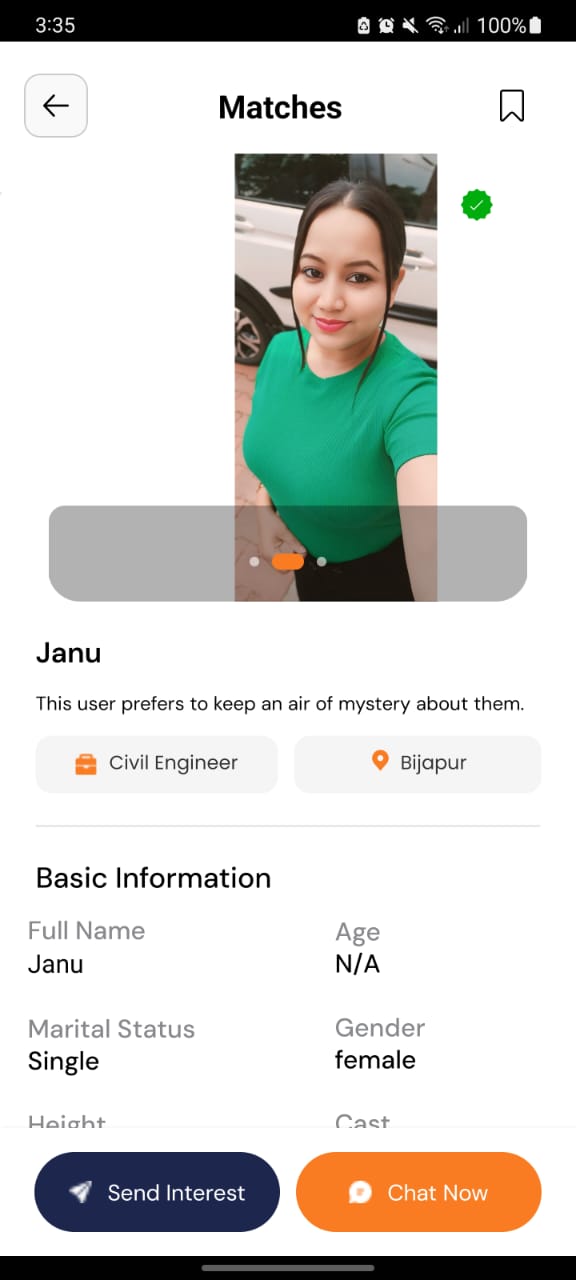 3:35
100%
Matches
Janu
This user prefers to keep an air of mystery about them.
Civil Engineer
Bijapur
Basic Information
Full Name
Age
Janu
N/A
Marital Status
Gender
Single
female
Height
Cast
Send Interest
Chat Now